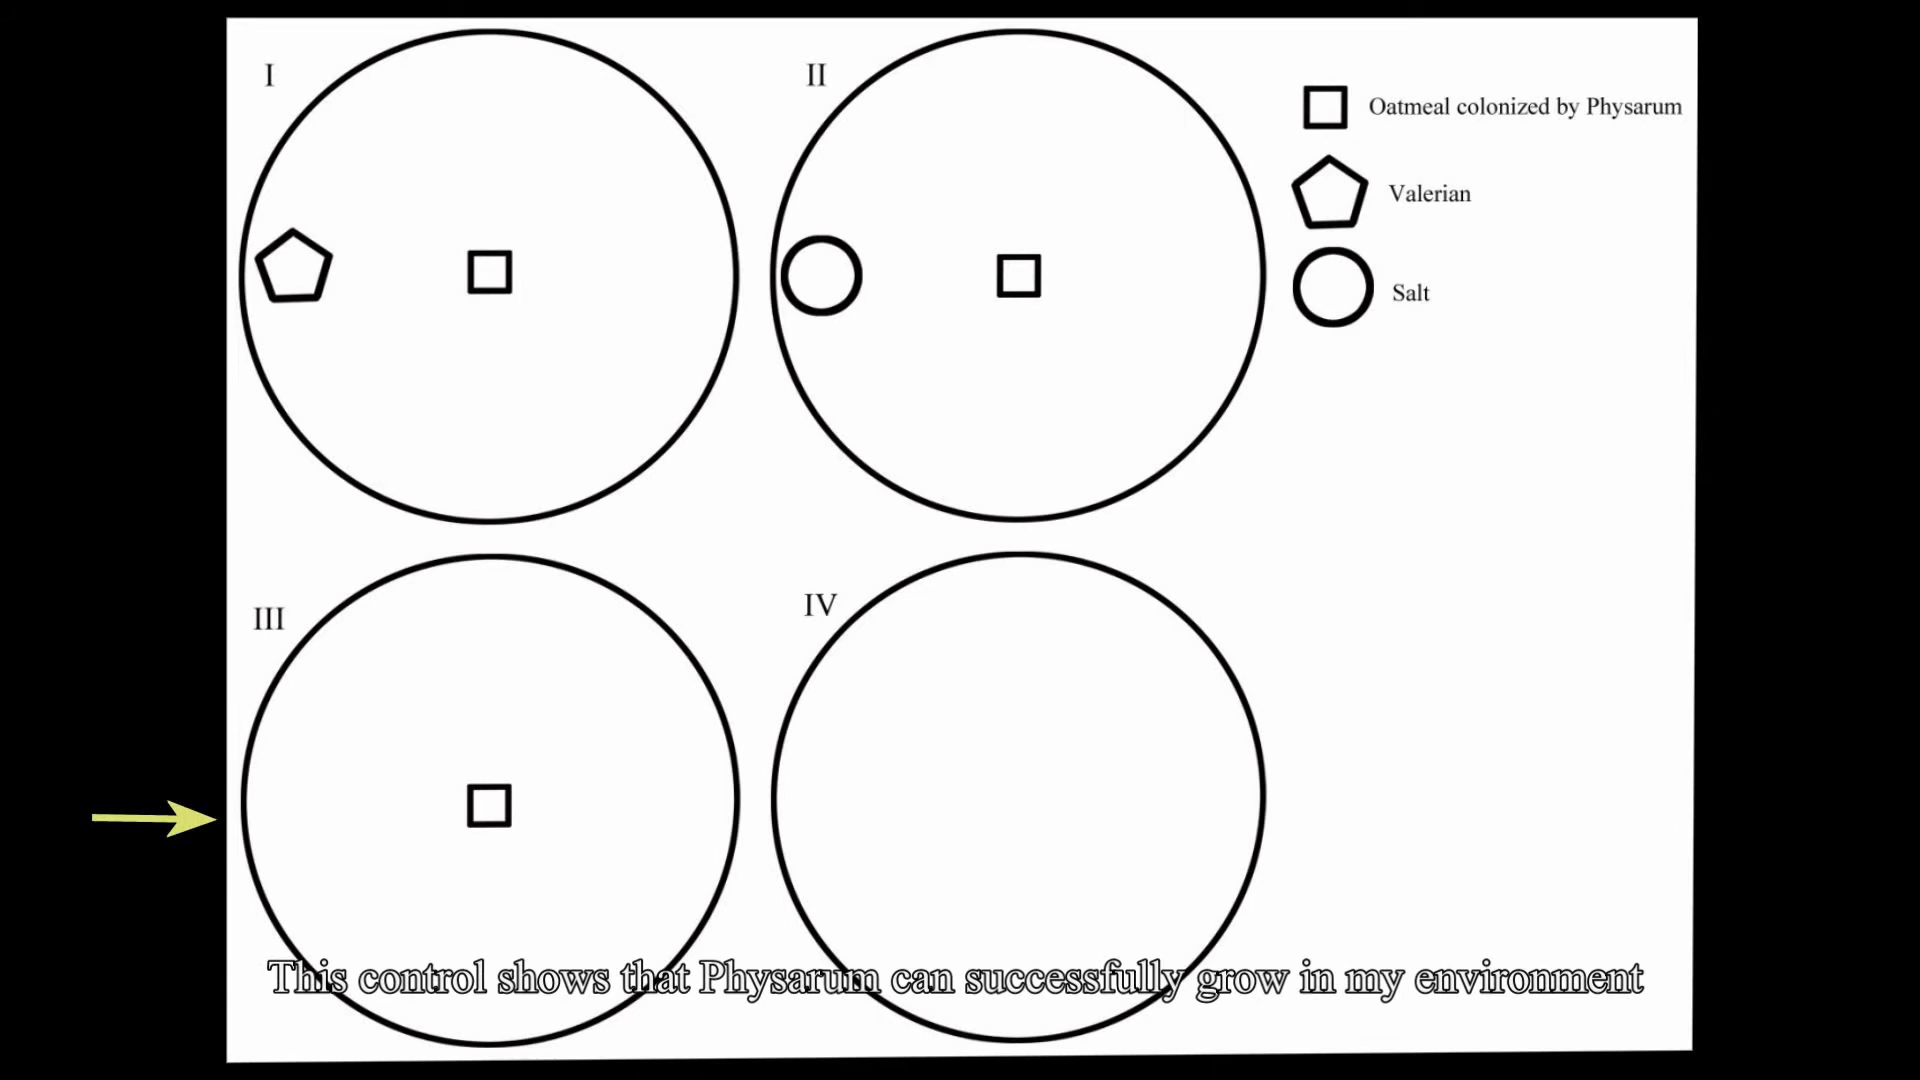 I
II
Oatmeal colonized by Physarum
Valerian
Salt
III
IV
This control shows that Physarum can successfully grow in my environment